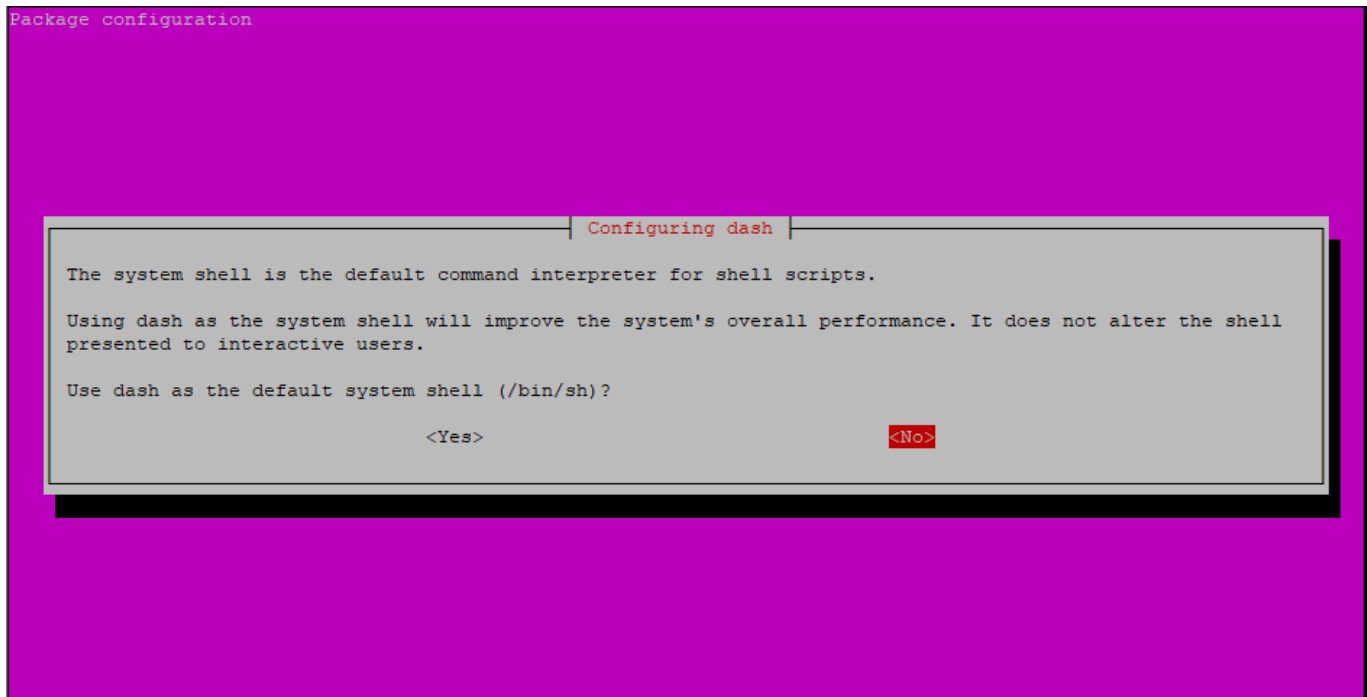 Package configuration
Configuring dash
The system shell is the default command interpreter for shell scripts.
Using dash as the system shell will improve the system's overall performance. It does not alter the shell
presented to interactive users.
Use dash as the default system shell (/bin/sh)?
<Yes> <No>